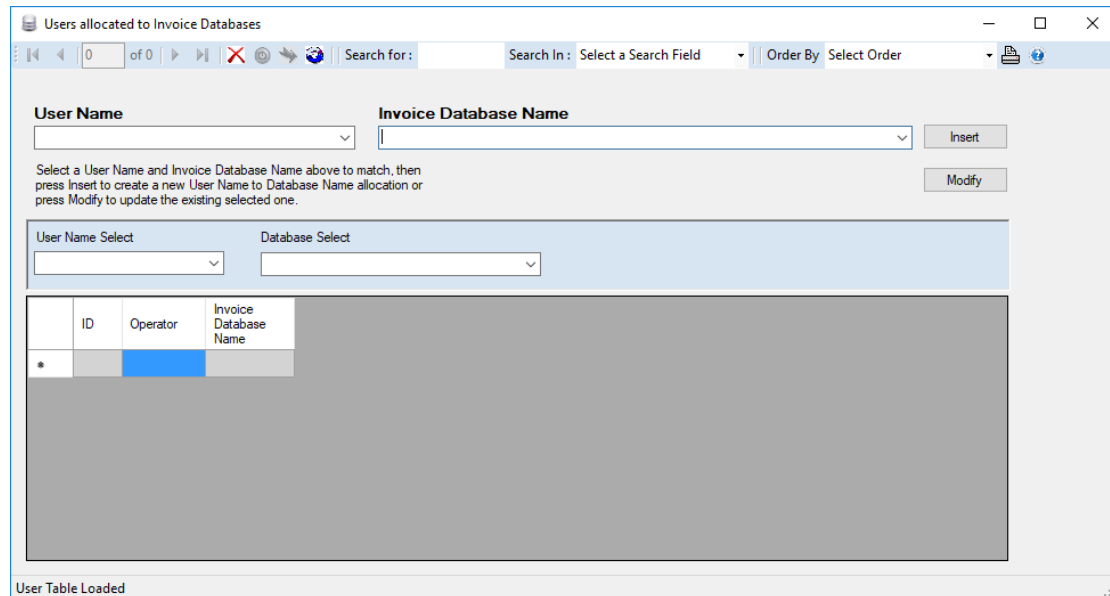 Users allocated to Invoice Databases
0 of 0 Search for : Search In : Select a Search Field Order By Select Order
User Name Invoice Database Name
Insert
Select a User Name and Invoice Database Name above to match, then
press Insert to create a new User Name to Database Name allocation or
press Modify to update the existing selected one.
Modify
User Name Select Database Select
ID Operator Invoice
Database
Name
*
User Table Loaded